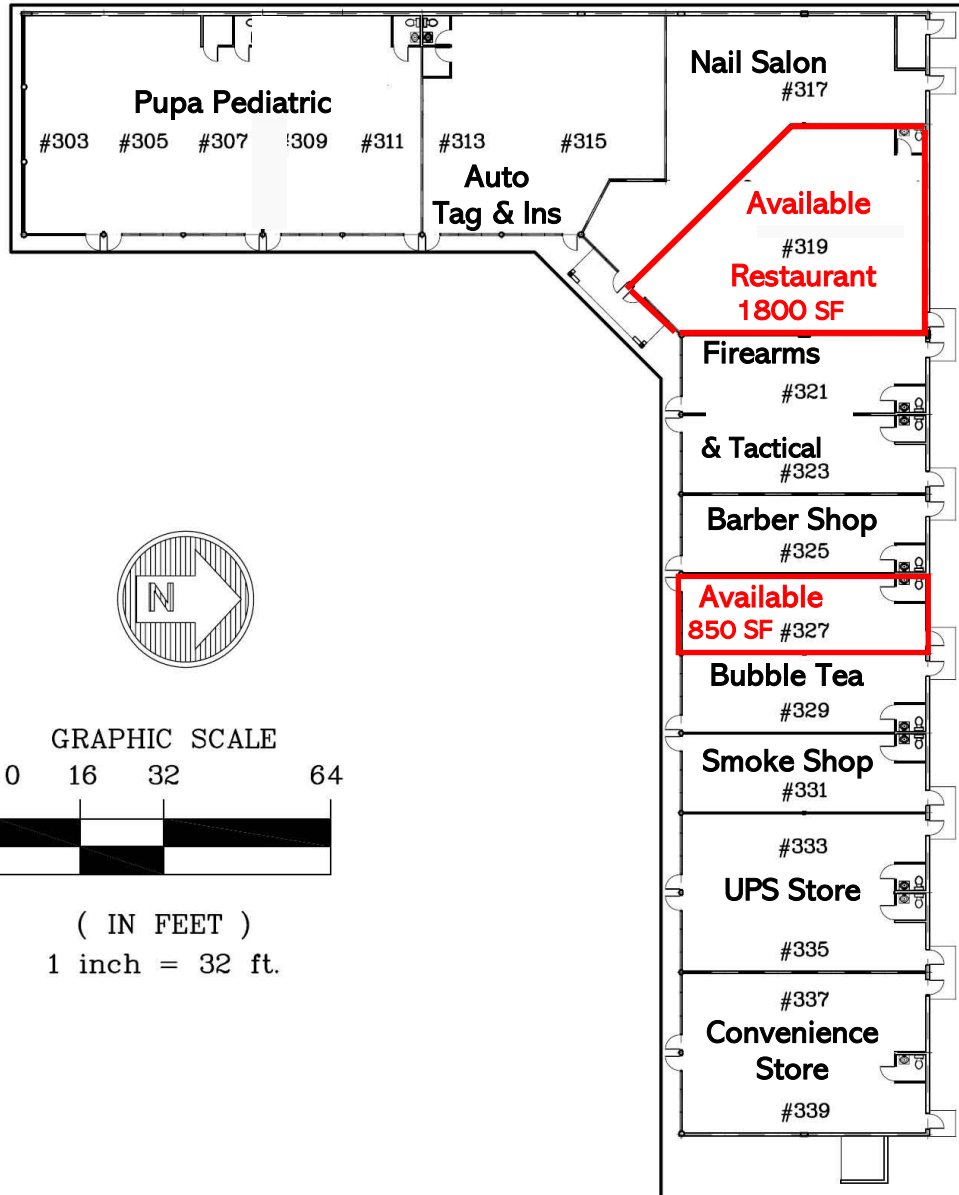 Nail Salon
#317
Pupa Pediatric
#303 #305 #307 #309 #311 #313 #315
Auto
Tag & Ins
Available
#319
Restaurant
1800 SF
Firearms
#321
& Tactical
#323
Barber Shop
#325
Available
850 SF #327
Bubble Tea
#329
Smoke Shop
#331
#333
UPS Store
#335
#337
Convenience
Store
#339
N
GRAPHIC SCALE
0 16 32 64
( IN FEET )
1 inch = 32 ft.